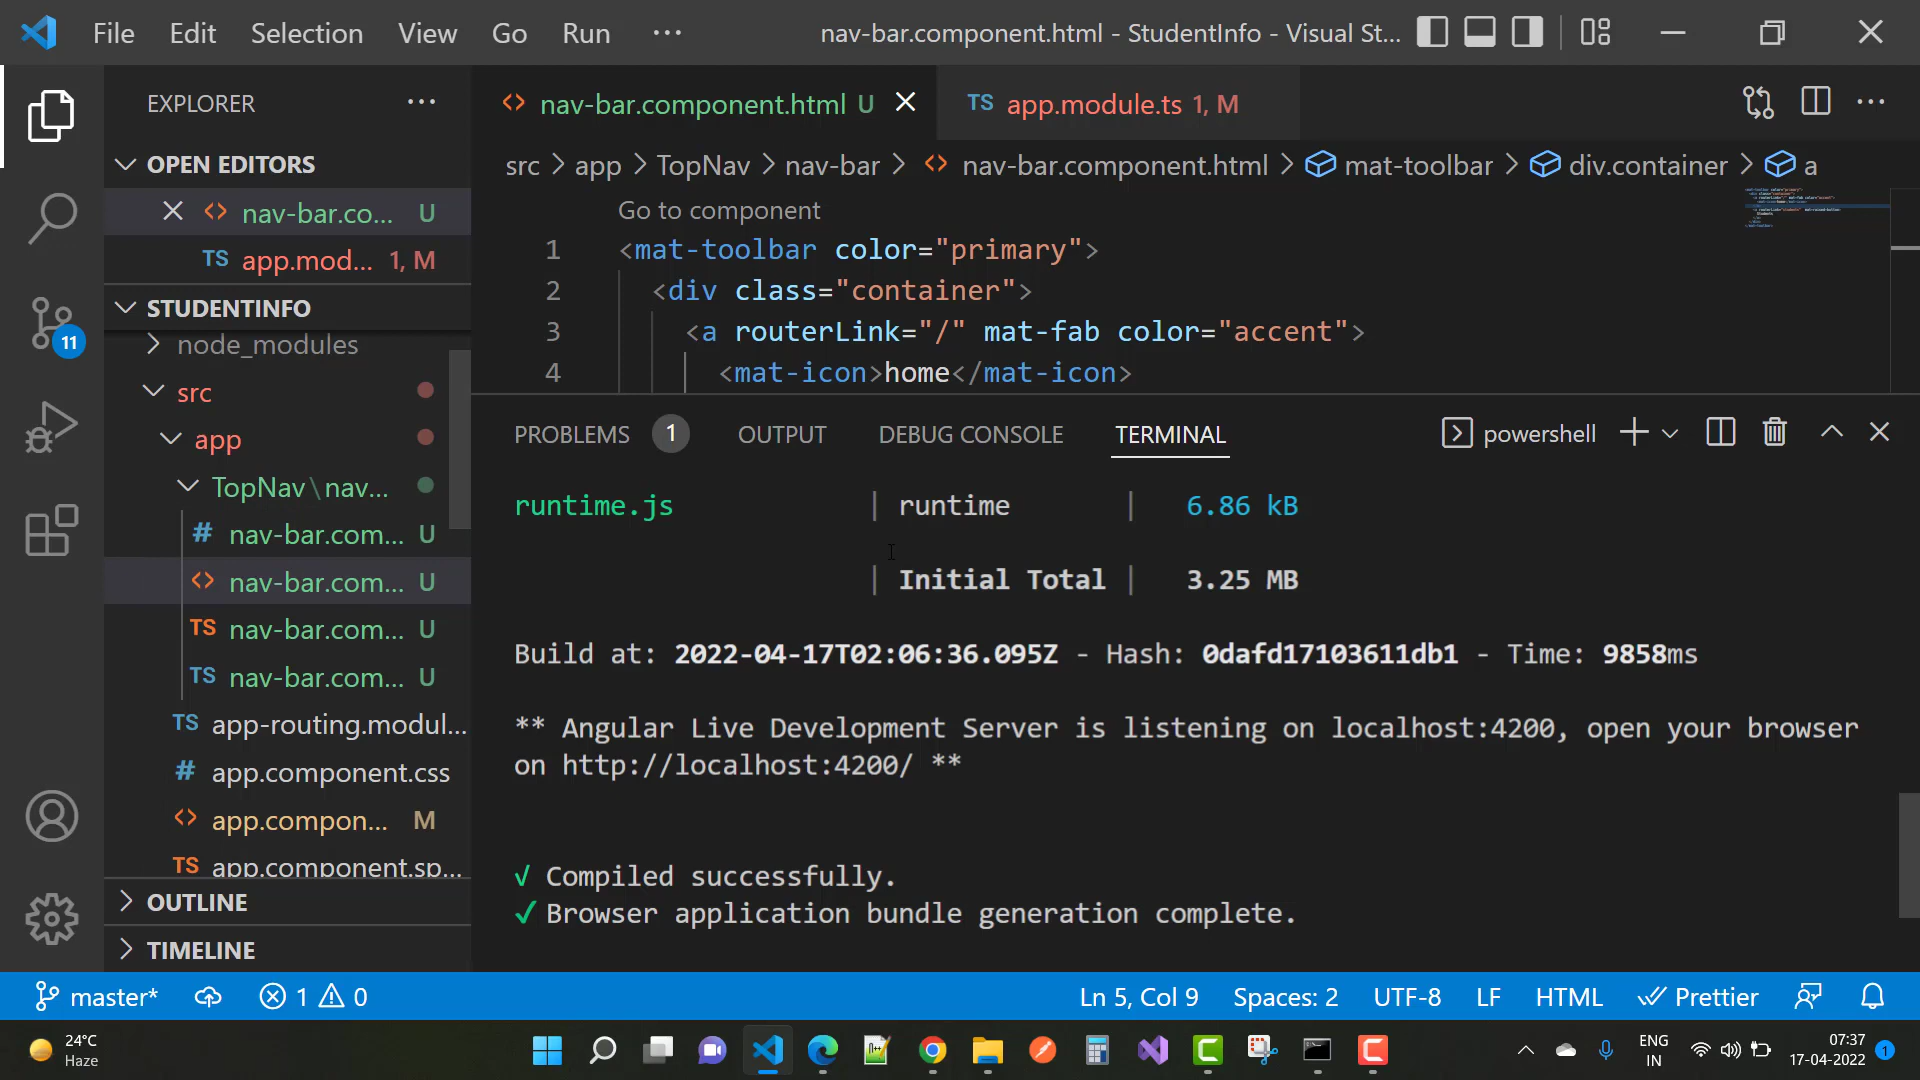 File Edit Selection View Go Run ···
nav-bar.component.html - StudentInfo - Visual St...
EXPLORER ···
OPEN EDITORS
nav-bar.co... U
TS app.mod... 1, M
STUDENTINFO
node_modules
src
app
TopNav\nav...
# nav-bar.com... U
<> nav-bar.com... U
TS nav-bar.com... U
TS nav-bar.com... U
TS app-routing.modul...
# app.component.css
<> app.compon... M
TS app.component.sp...
OUTLINE
TIMELINE
11
<> nav-bar.component.html U
TS app.module.ts 1, M
src > app > TopNav > nav-bar > <> nav-bar.component.html > mat-toolbar > div.container > a
Go to component
1 <mat-toolbar color="primary">
2 <div class="container">
3 <a routerLink="/" mat-fab color="accent">
4 <mat-icon>home</mat-icon>
PROBLEMS 1 OUTPUT DEBUG CONSOLE TERMINAL
powershell
runtime.js | runtime | 6.86 kB
| Initial Total | 3.25 MB
Build at: 2022-04-17T02:06:36.095Z - Hash: 0dafd17103611db1 - Time: 9858ms
** Angular Live Development Server is listening on localhost:4200, open your browser
on http://localhost:4200/ **
√ Compiled successfully.
✓ Browser application bundle generation complete.
master* 1 0 Ln 5, Col 9 Spaces: 2 UTF-8 LF HTML Prettier
24°C
Haze
ENG
IN
07:37
17-04-2022
1